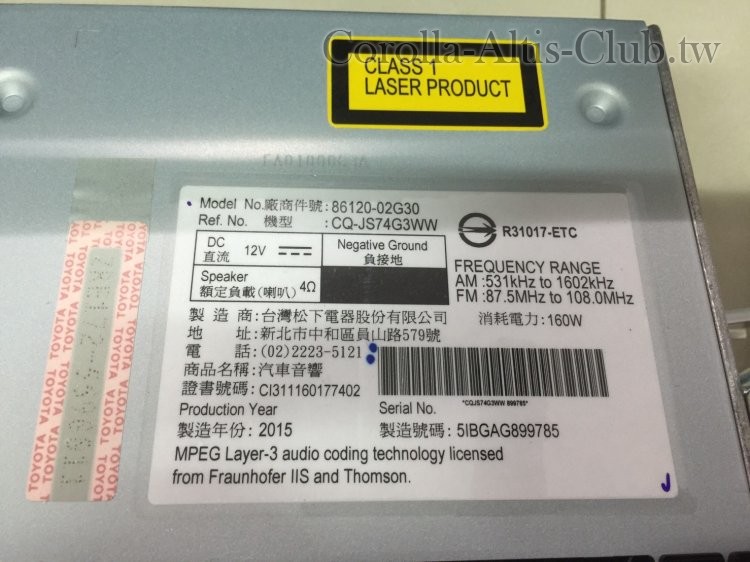 Corolla-Altis-Club.tw
CLASS 1
LASER PRODUCT
Model No.廠商件號:86120-02G30
Ref. No. 機型 :CQ-JS74G3WW
DC
直流 12V
Negative Ground
負接地
Speaker
額定負載(喇叭) 4Ω
R31017-ETC
FREQUENCY RANGE
AM :531kHz to 1602kHz
FM : 87.5MHz to 108.0MHz
消耗電力:160W
製造商:台灣松下電器股份有限公司
地址:新北市中和區員山路579號
電話:(02)2223-5121
商品名稱:汽車音響
證書號碼:CI311160177402
*CQJS74G3WW 899785*
Production Year
製造年份: 2015
Serial No.
製造號碼: 5IBGAG899785
MPEG Layer-3 audio coding technology licensed
from Fraunhofer IIS and Thomson.
TOYOTA TOYOTA TOYOTA TOYOTA TOYOTA